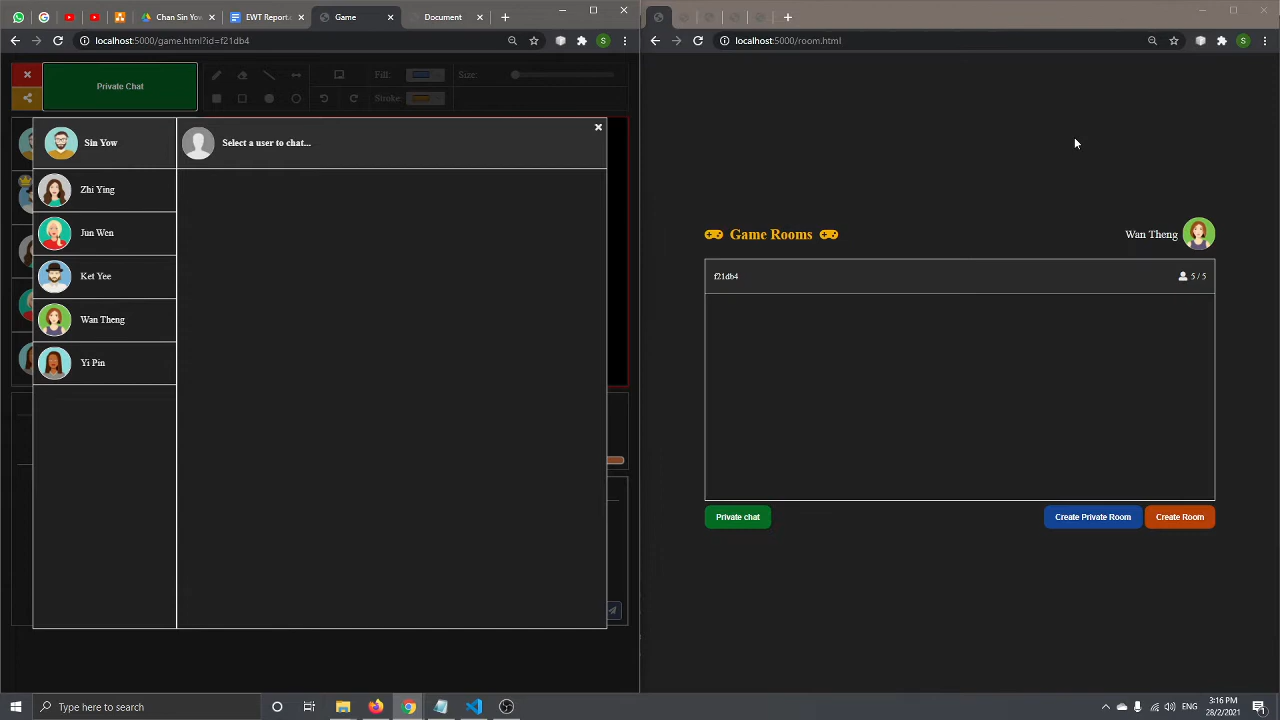 Chan Sin Yow
EWT Report.
Game
Document
localhost:5000/game.html?id=f21db4
Private Chat
Fill:
Size:
Stroke:
Sin Yow
Select a user to chat...
Zhi Ying
Jun Wen
Ket Yee
Wan Theng
Yi Pin
localhost:5000/room.html
Game Rooms
Wan Theng
f21db4
5 / 5
Private chat
Create Private Room
Create Room
Type here to search
ENG
3:16 PM
28/2/2021